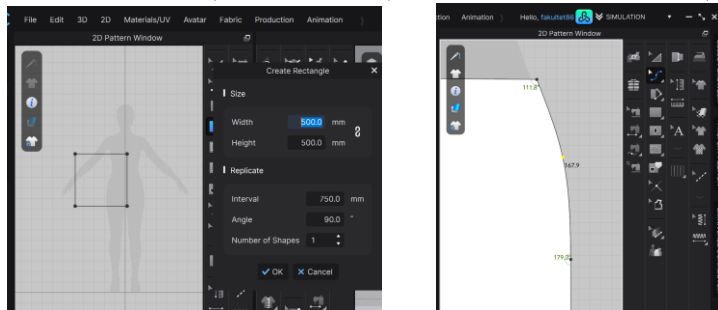 File Edit 3D 2D Materials/UV Avatar Fabric Production Animation
2D Pattern Window
Create Rectangle
Size
Width 500.0 mm
Height 500.0 mm
Replicate
Interval 750.0 mm
Angle 90.0 °
Number of Shapes 1
OK Cancel
ction Animation Hello, fakultet86 SIMULATION
2D Pattern Window
111.8°
167.9
179.2°
A